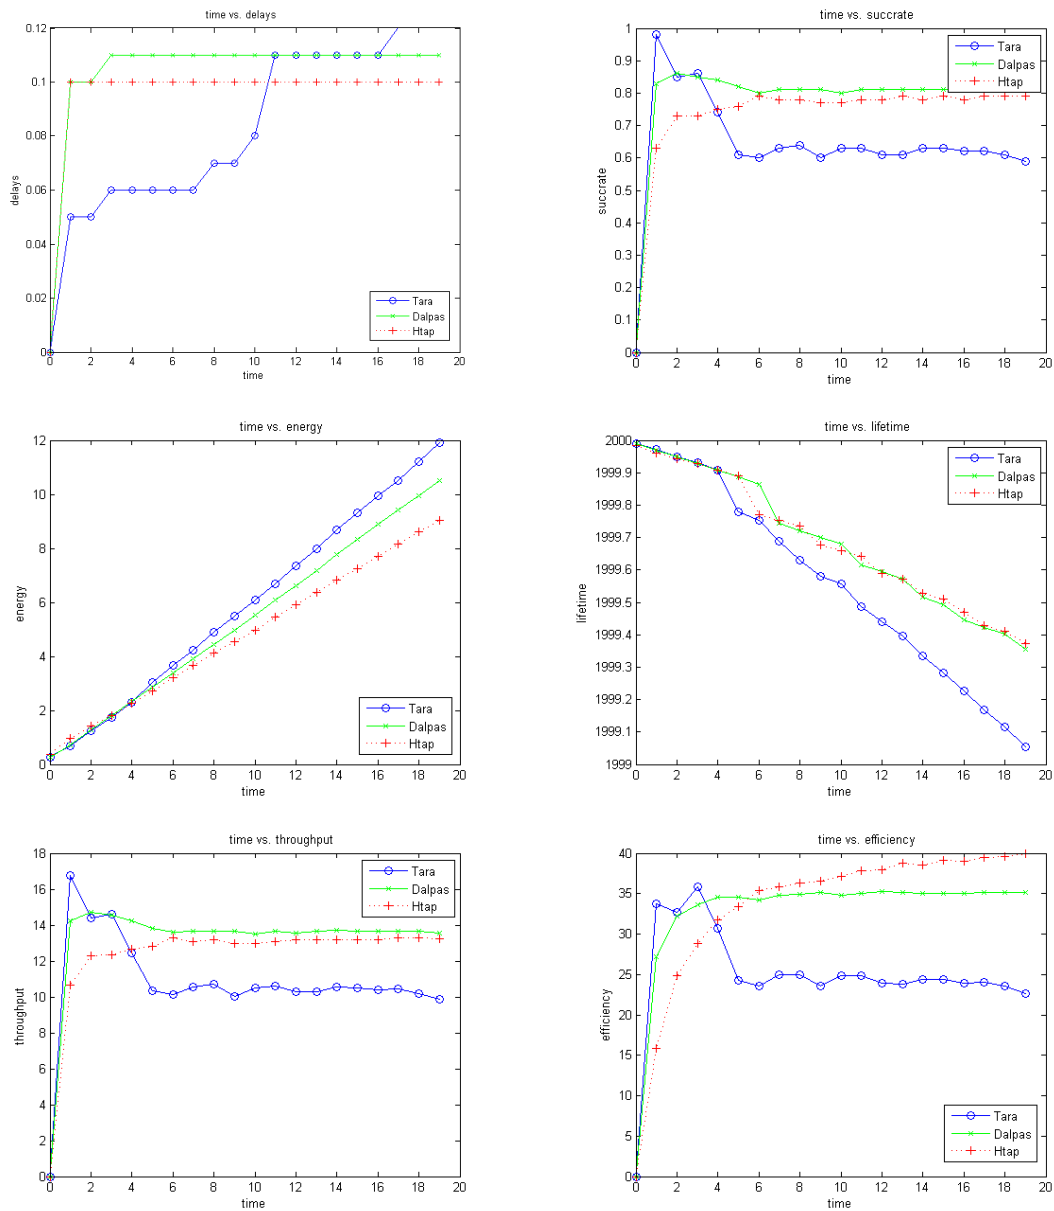 time vs. delays
0.12
0.1
0.08
0.06
0.04
0.02
0
delays
0 2 4 6 8 10 12 14 16 18 20
time
Tara
Dalpas
Htap
time vs. succrate
1
0.9
0.8
0.7
0.6
0.5
0.4
0.3
0.2
0.1
0
succrate
0 2 4 6 8 10 12 14 16 18 20
time
Tara
Dalpas
Htap
time vs. energy
12
10
8
6
4
2
0
energy
0 2 4 6 8 10 12 14 16 18 20
time
Tara
Dalpas
Htap
time vs. lifetime
2000
1999.9
1999.8
1999.7
1999.6
1999.5
1999.4
1999.3
1999.2
1999.1
1999
lifetime
0 2 4 6 8 10 12 14 16 18 20
time
Tara
Dalpas
Htap
time vs. throughput
18
16
14
12
10
8
6
4
2
0
throughput
0 2 4 6 8 10 12 14 16 18 20
time
Tara
Dalpas
Htap
time vs. efficiency
40
35
30
25
20
15
10
5
0
efficiency
0 2 4 6 8 10 12 14 16 18 20
time
Tara
Dalpas
Htap